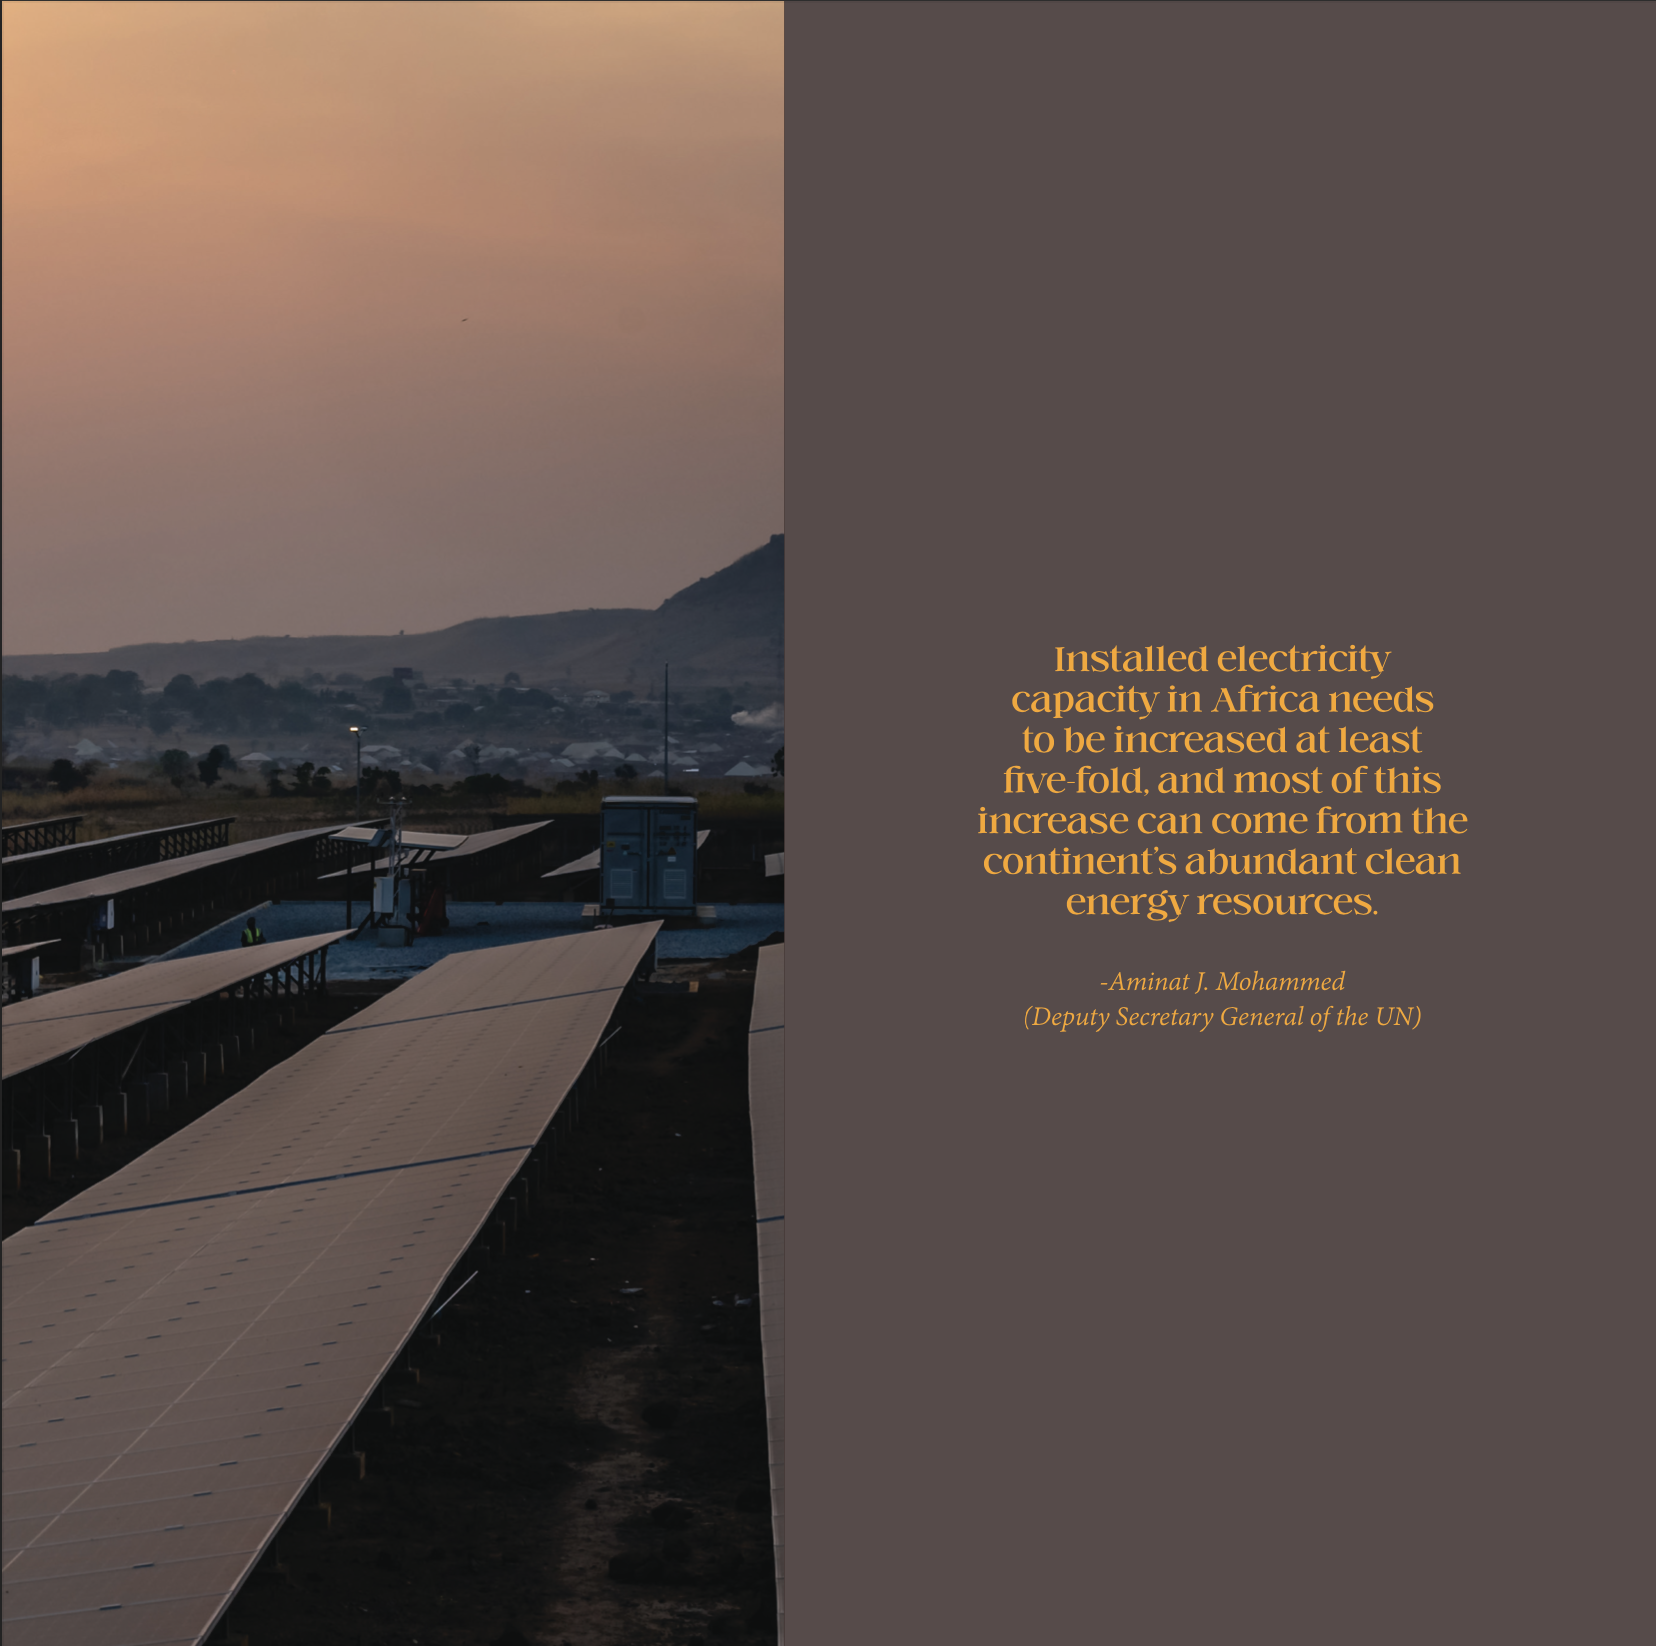 Installed electricity
capacity in Africa needs
to be increased at least
five-fold, and most of this
increase can come from the
continent’s abundant clean
energy resources.
-Aminat J. Mohammed
(Deputy Secretary General of the UN)